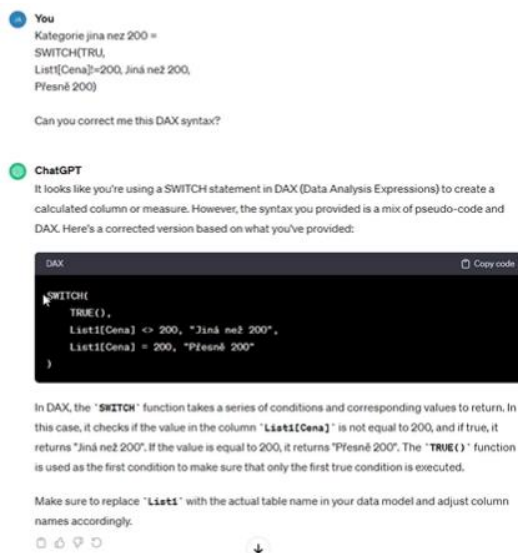 You
Kategorie jina nez 200 =
SWITCH(TRU,
List1[Cena]!=200, Jiná než 200,
Přesně 200)
Can you correct me this DAX syntax?
ChatGPT
It looks like you're using a SWITCH statement in DAX (Data Analysis Expressions) to create a
calculated column or measure. However, the syntax you provided is a mix of pseudo-code and
DAX. Here's a corrected version based on what you've provided:
DAX
Copy code
SWITCH(
TRUE(),
List1[Cena] <> 200, "Jiná než 200",
List1[Cena] = 200, "Přesně 200"
)
In DAX, the `SWITCH` function takes a series of conditions and corresponding values to return. In
this case, it checks if the value in the column `List1[Cena]` is not equal to 200, and if true, it
returns "Jiná než 200". If the value is equal to 200, it returns "Přesně 200". The `TRUE()` function
is used as the first condition to make sure that only the first true condition is executed.
Make sure to replace `List1` with the actual table name in your data model and adjust column
names accordingly.